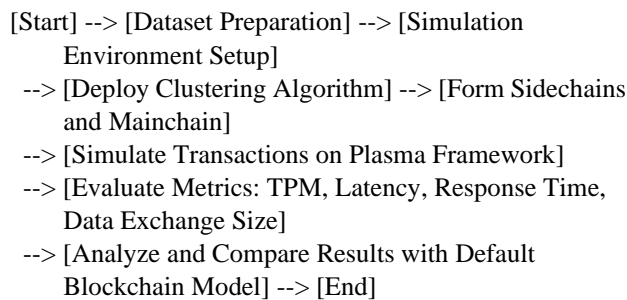 [Start] --> [Dataset Preparation] --> [Simulation
Environment Setup]
--> [Deploy Clustering Algorithm] --> [Form Sidechains
and Mainchain]
--> [Simulate Transactions on Plasma Framework]
--> [Evaluate Metrics: TPM, Latency, Response Time,
Data Exchange Size]
--> [Analyze and Compare Results with Default
Blockchain Model] --> [End]